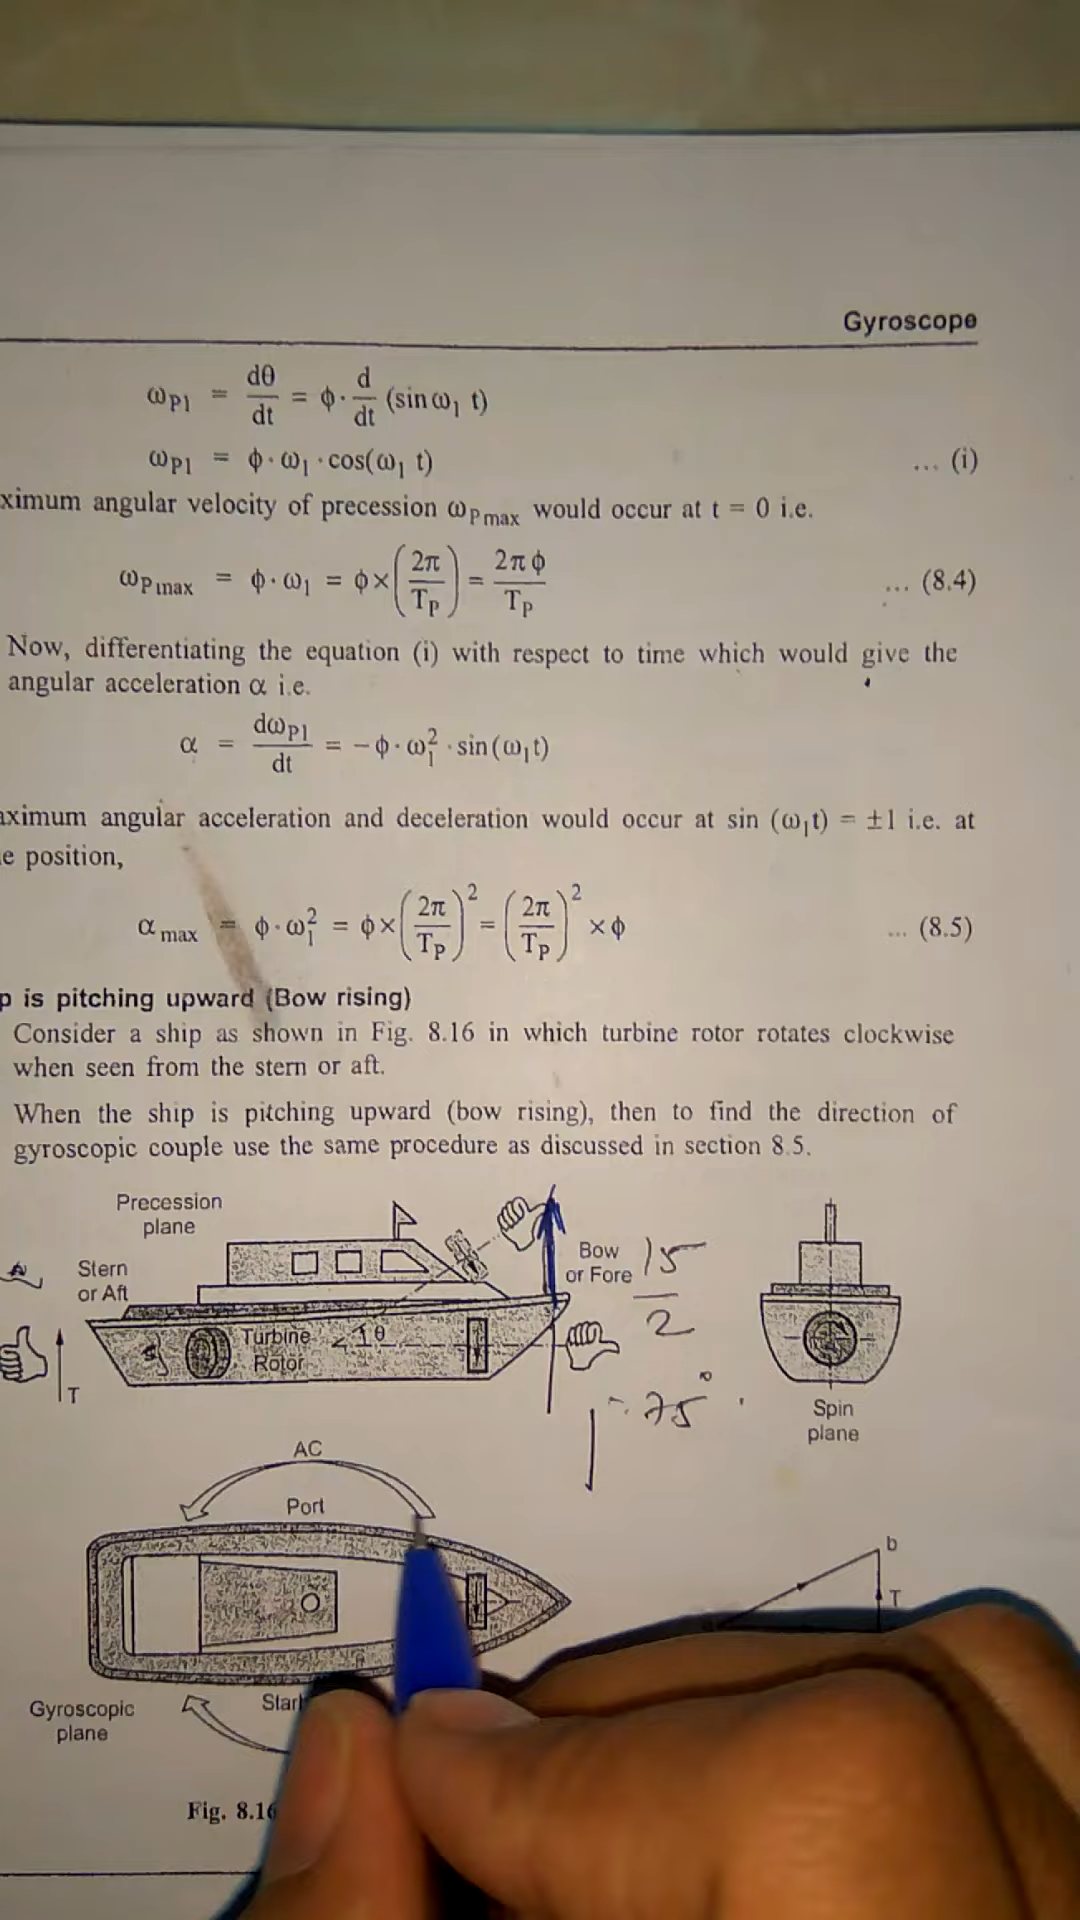 Gyroscope
ωP1 = dθ/dt = ϕ · d/dt (sin ω1 t)
ωP1 = ϕ · ω1 · cos(ω1 t) ... (i)
ximum angular velocity of precession ωPmax would occur at t = 0 i.e.
ωPmax = ϕ · ω1 = ϕ × (2π/TP) = 2π ϕ/TP ... (8.4)
Now, differentiating the equation (i) with respect to time which would give the
angular acceleration α i.e.
α = dωP1/dt = – ϕ · ω1² · sin (ω1t)
aximum angular acceleration and deceleration would occur at sin (ω1t) = ±1 i.e. at
e position,
αmax = ϕ · ω1² = ϕ × (2π/TP)² = (2π/TP)² × ϕ ... (8.5)
p is pitching upward (Bow rising)
Consider a ship as shown in Fig. 8.16 in which turbine rotor rotates clockwise
when seen from the stern or aft.
When the ship is pitching upward (bow rising), then to find the direction of
gyroscopic couple use the same procedure as discussed in section 8.5.
Precession
plane
Stern
or Aft
Bow
or Fore
15
2
Turbine
Rotor
θ
T
75°
Spin
plane
AC
Port
b
T
Gyroscopic
plane
Fig. 8.16